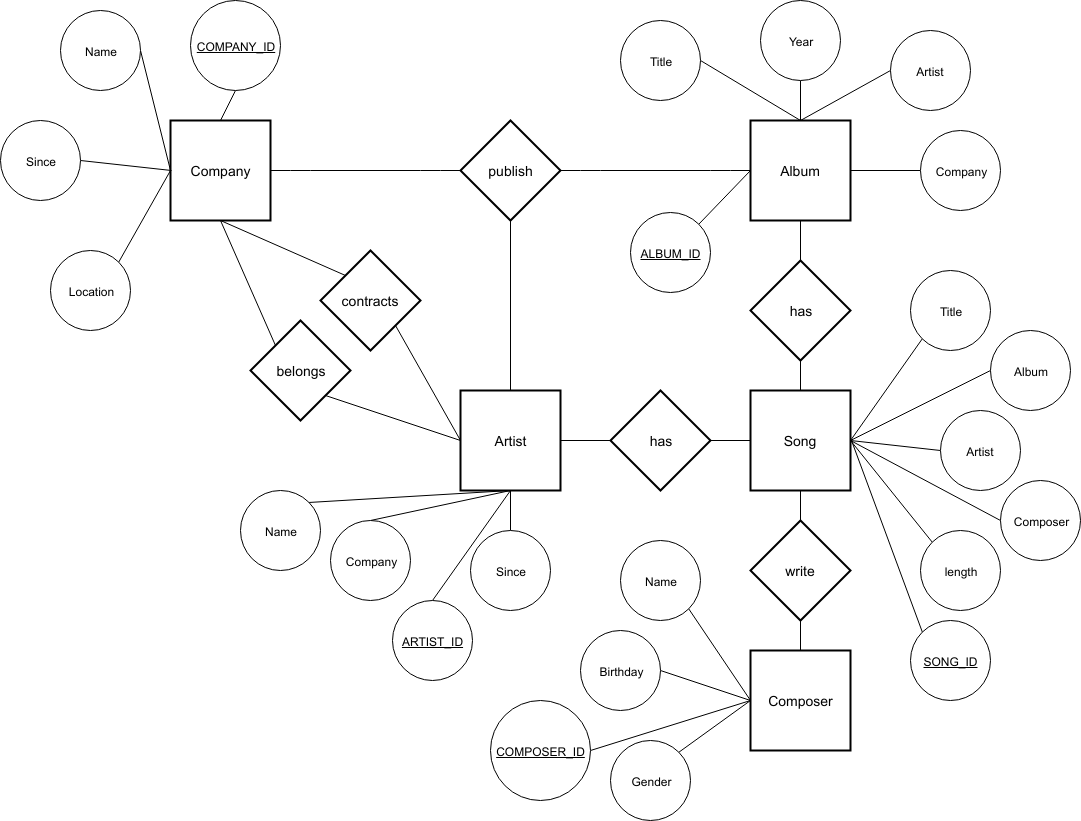 Name
COMPANY_ID
Title
Year
Artist
Since
Company
publish
Album
Company
Location
ALBUM_ID
contracts
has
Title
belongs
Album
Artist
has
Song
Artist
Name
Company
Since
Composer
ARTIST_ID
Name
write
length
Birthday
SONG_ID
COMPOSER_ID
Composer
Gender